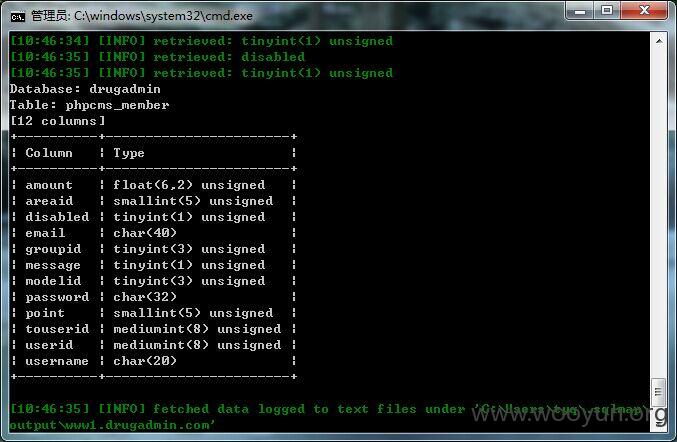 管理员: C:\windows\system32\cmd.exe
[10:46:34] [INFO] retrieved: tinyint(1) unsigned
[10:46:35] [INFO] retrieved: disabled
[10:46:35] [INFO] retrieved: tinyint(1) unsigned
Database: drugadmin
Table: phpcms_member
[12 columns]
+----------+-----------------------+
| Column | Type |
+----------+-----------------------+
| amount | float(6,2) unsigned |
| areaid | smallint(5) unsigned |
| disabled | tinyint(1) unsigned |
| email | char(40) |
| groupid | tinyint(3) unsigned |
| message | tinyint(1) unsigned |
| modelid | tinyint(3) unsigned |
| password | char(32) |
| point | smallint(5) unsigned |
| touserid | mediumint(8) unsigned |
| userid | mediumint(8) unsigned |
| username | char(20) |
+----------+-----------------------+
[10:46:35] [INFO] fetched data logged to text files under 'C:\Users\tyq\.sqlmap\
output\www1.drugadmin.com'
www.wooyun.org